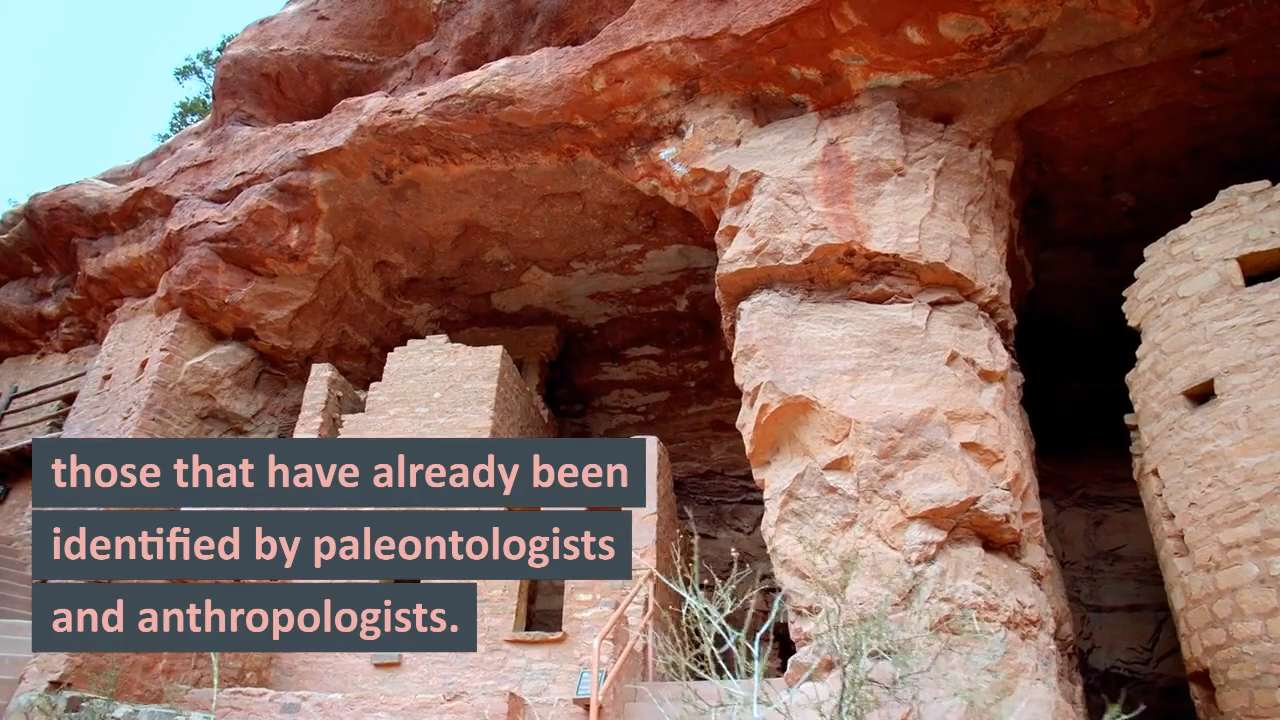 those that have already been
identified by paleontologists
and anthropologists.